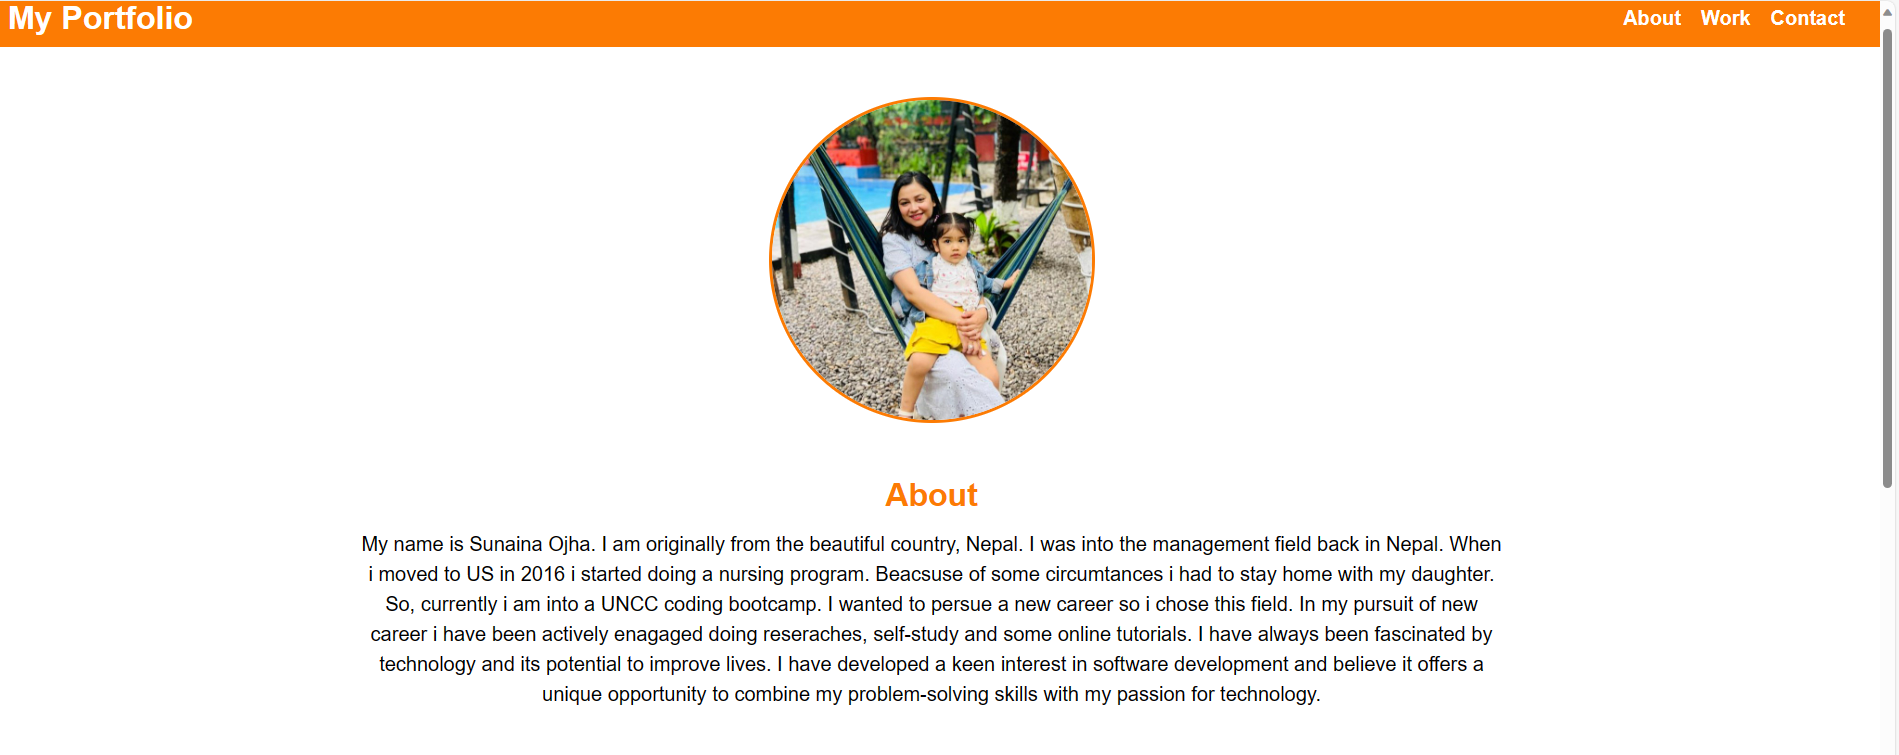 My Portfolio
About Work Contact
About
My name is Sunaina Ojha. I am originally from the beautiful country, Nepal. I was into the management field back in Nepal. When
i moved to US in 2016 i started doing a nursing program. Beacsuse of some circumtances i had to stay home with my daughter.
So, currently i am into a UNCC coding bootcamp. I wanted to persue a new career so i chose this field. In my pursuit of new
career i have been actively enagaged doing reseraches, self-study and some online tutorials. I have always been fascinated by
technology and its potential to improve lives. I have developed a keen interest in software development and believe it offers a
unique opportunity to combine my problem-solving skills with my passion for technology.